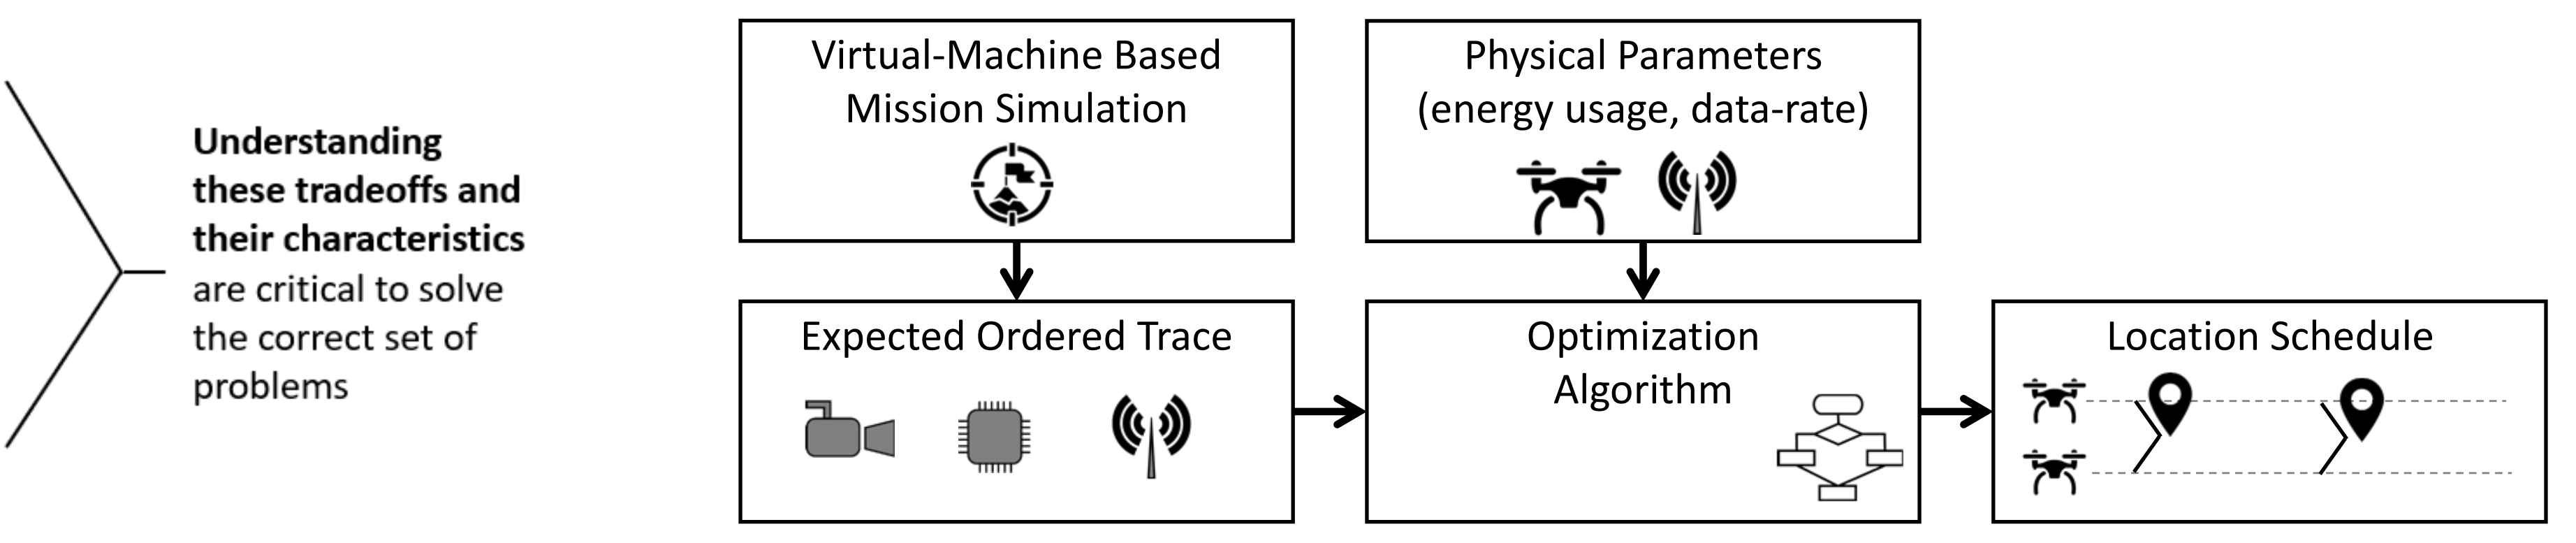 Understanding
these tradeoffs and
their characteristics
are critical to solve
the correct set of
problems
Virtual-Machine Based
Mission Simulation
Physical Parameters
(energy usage, data-rate)
Expected Ordered Trace
Optimization
Algorithm
Location Schedule